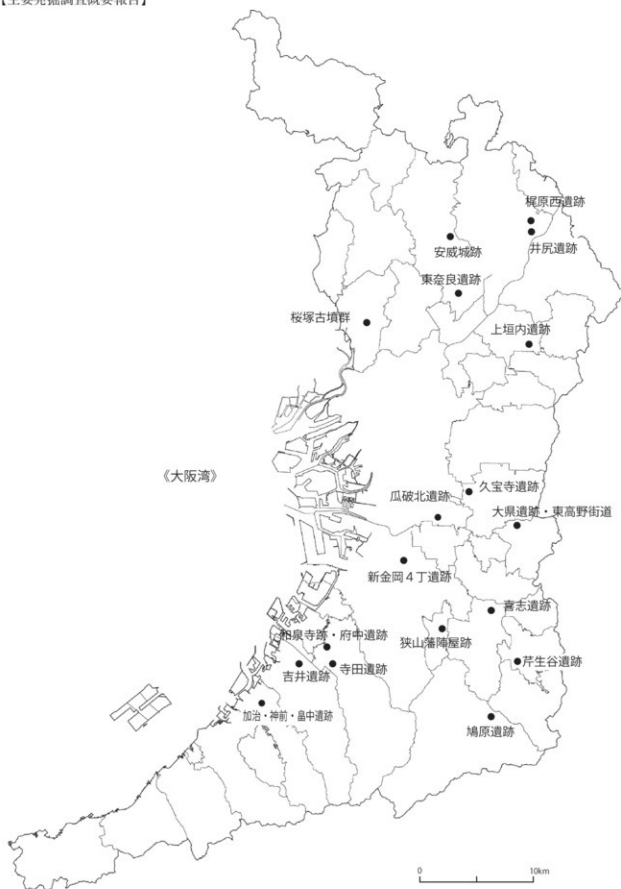 【主要発掘調査概要報告】
梶原西遺跡
井尻遺跡
安威城跡
東奈良遺跡
桜塚古墳群
上垣内遺跡
《大阪湾》
久宝寺遺跡
瓜破北遺跡
大県遺跡・東高野街道
新金岡４丁遺跡
喜志遺跡
狭山藩陣屋跡
和泉寺跡・府中遺跡
芹生谷遺跡
吉井遺跡
寺田遺跡
加治・神前・畠中遺跡
鳩原遺跡
0
10km